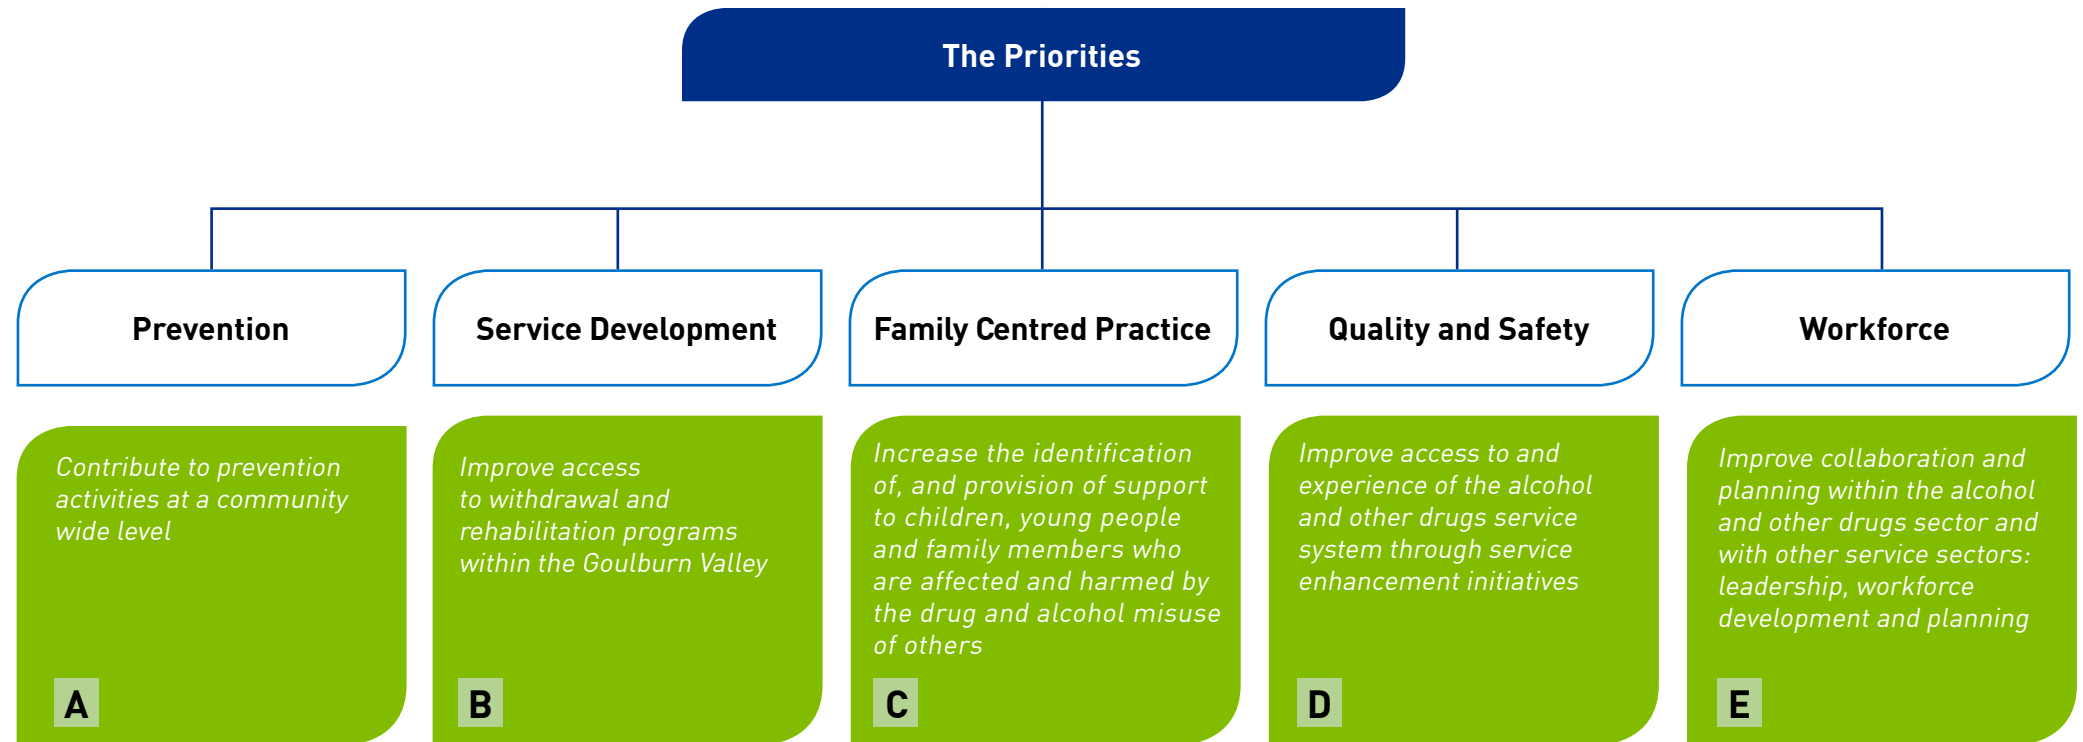 The Priorities
Prevention
Service Development
Family Centred Practice
Quality and Safety
Workforce
Contribute to prevention
activities at a community
wide level
A
Improve access
to withdrawal and
rehabilitation programs
within the Goulburn Valley
B
Increase the identification
of, and provision of support
to children, young people
and family members who
are affected and harmed by
the drug and alcohol misuse
of others
C
Improve access to and
experience of the alcohol
and other drugs service
system through service
enhancement initiatives
D
Improve collaboration and
planning within the alcohol
and other drugs sector and
with other service sectors:
leadership, workforce
development and planning
E